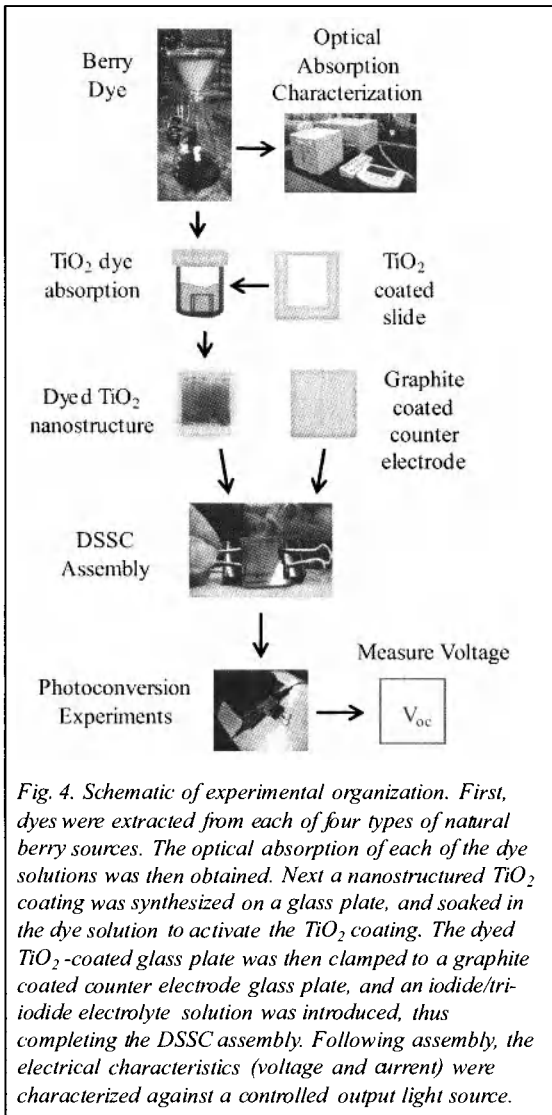 Berry
Dye
Optical
Absorption
Characterization
TiO₂ dye
absorption
TiO₂
coated
slide
Dyed TiO₂
nanostructure
Graphite
coated
counter
electrode
DSSC
Assembly
Measure Voltage
Photoconversion
Experiments
V_oc
Fig. 4. Schematic of experimental organization. First,
dyes were extracted from each of four types of natural
berry sources. The optical absorption of each of the dye
solutions was then obtained. Next a nanostructured TiO₂
coating was synthesized on a glass plate, and soaked in
the dye solution to activate the TiO₂ coating. The dyed
TiO₂ -coated glass plate was then clamped to a graphite
coated counter electrode glass plate, and an iodide/tri-
iodide electrolyte solution was introduced, thus
completing the DSSC assembly. Following assembly, the
electrical characteristics (voltage and current) were
characterized against a controlled output light source.